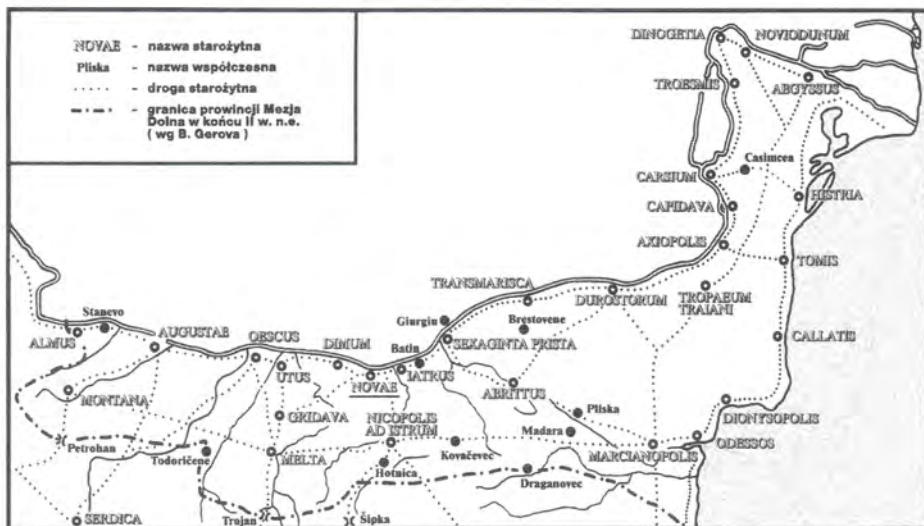 NOVAE - nazwa starożytna
Pliska - nazwa współczesna
- droga starożytna
- granica prowincji Mezja
Dolna w końcu II w. n.e.
( wg B. Gerova )
DINOGETIA
NOVIODUNUM
TROESMIS
AEGYSSUS
Casimcea
CARSIUM
HISTRIA
CAPIDAVA
AXIOPOLIS
TOMIS
TRANSMARISCA
DUROSTORUM
TROPAEUM
TRAIANI
Stanevo
Giurgin
Brestovene
ALMUS
AUGUSTAE
OESCUS
DIMUM
Batin
SEXAGINTA PRISTA
CALLATIS
UTUS
NOVAE
IATRUS
ABRITTUS
MONTANA
GRIDAVA
NICOPOLIS
AD ISTRUM
Pliska
DIONYSOPOLIS
Petrohan
Todoričene
MELTA
Kovačevec
Madara
MARCIANOPOLIS
ODESSOS
Hotnica
Draganovec
SERDICA
Trojan
Šipka